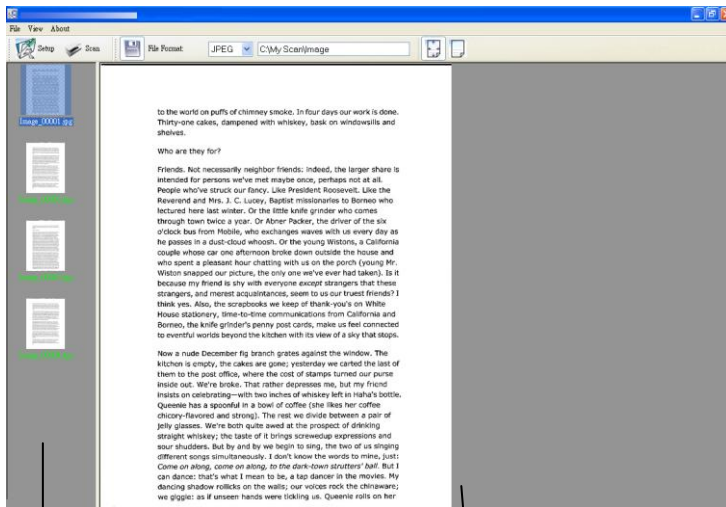 File View About
Setup Scan File Format: JPEG C:\My Scan\Image
Image_00001.jpg
to the world on puffs of chimney smoke. In four days our work is done.
Thirty-one cakes, dampened with whiskey, bask on windowsills and
shelves.
Who are they for?
Friends. Not necessarily neighbor friends: indeed, the larger share is
intended for persons we've met maybe once, perhaps not at all.
People who've struck our fancy. Like President Roosevelt. Like the
Reverend and Mrs. J. C. Lucey, Baptist missionaries to Borneo who
lectured here last winter. Or the little knife grinder who comes
through town twice a year. Or Abner Packer, the driver of the six
o'clock bus from Mobile, who exchanges waves with us every day as
he passes in a dust-cloud whoosh. Or the young Wistons, a California
couple whose car one afternoon broke down outside the house and
who spent a pleasant hour chatting with us on the porch (young Mr.
Wiston snapped our picture, the only one we've ever had taken). Is it
because my friend is shy with everyone except strangers that these
strangers, and merest acquaintances, seem to us our truest friends? I
think yes. Also, the scrapbooks we keep of thank-you's on White
House stationery, time-to-time communications from California and
Borneo, the knife grinder's penny post cards, make us feel connected
to eventful worlds beyond the kitchen with its view of a sky that stops.
Now a nude December fig branch grates against the window. The
kitchen is empty, the cakes are gone; yesterday we carted the last of
them to the post office, where the cost of stamps turned our purse
inside out. We're broke. That rather depresses me, but my friend
insists on celebrating—with two inches of whiskey left in Haha's bottle.
Queenie has a spoonful in a bowl of coffee (she likes her coffee
chicory-flavored and strong). The rest we divide between a pair of
jelly glasses. We're both quite awed at the prospect of drinking
straight whiskey; the taste of it brings screwedup expressions and
sour shudders. But by and by we begin to sing, the two of us singing
different songs simultaneously. I don't know the words to mine, just:
Come on along, come on along, to the dark-town strutters' ball. But I
can dance: that's what I mean to be, a tap dancer in the movies. My
dancing shadow rollicks on the walls; our voices rock the chinaware;
we giggle: as if unseen hands were tickling us. Queenie rolls on her